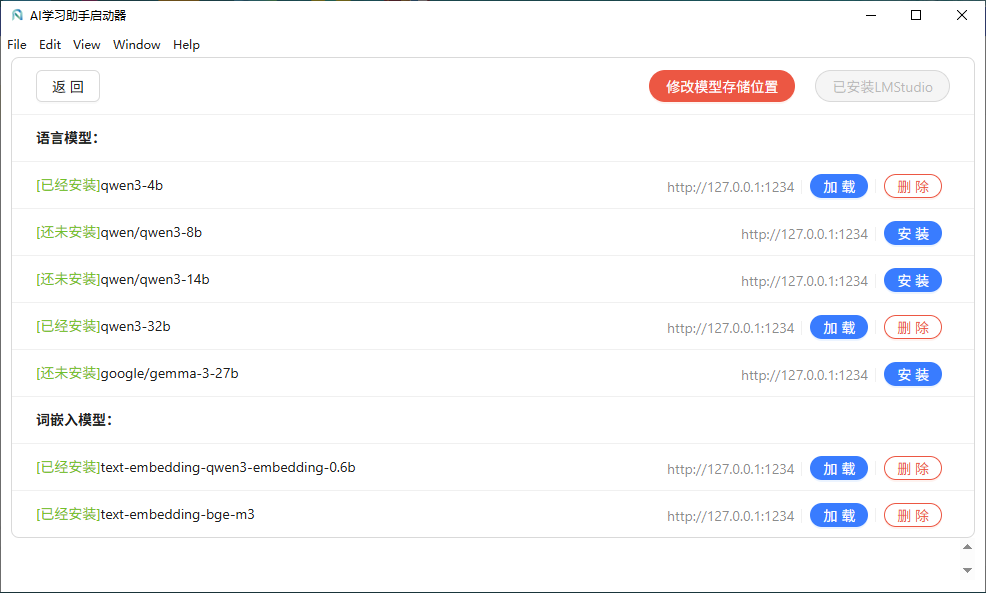 AI学习助手启动器
File Edit View Window Help
返 回 修改模型存储位置 已安装LMStudio
语言模型：
[已经安装]qwen3-4b http://127.0.0.1:1234 加 载 删 除
[还未安装]qwen/qwen3-8b http://127.0.0.1:1234 安 装
[还未安装]qwen/qwen3-14b http://127.0.0.1:1234 安 装
[已经安装]qwen3-32b http://127.0.0.1:1234 加 载 删 除
[还未安装]google/gemma-3-27b http://127.0.0.1:1234 安 装
词嵌入模型：
[已经安装]text-embedding-qwen3-embedding-0.6b http://127.0.0.1:1234 加 载 删 除
[已经安装]text-embedding-bge-m3 http://127.0.0.1:1234 加 载 删 除